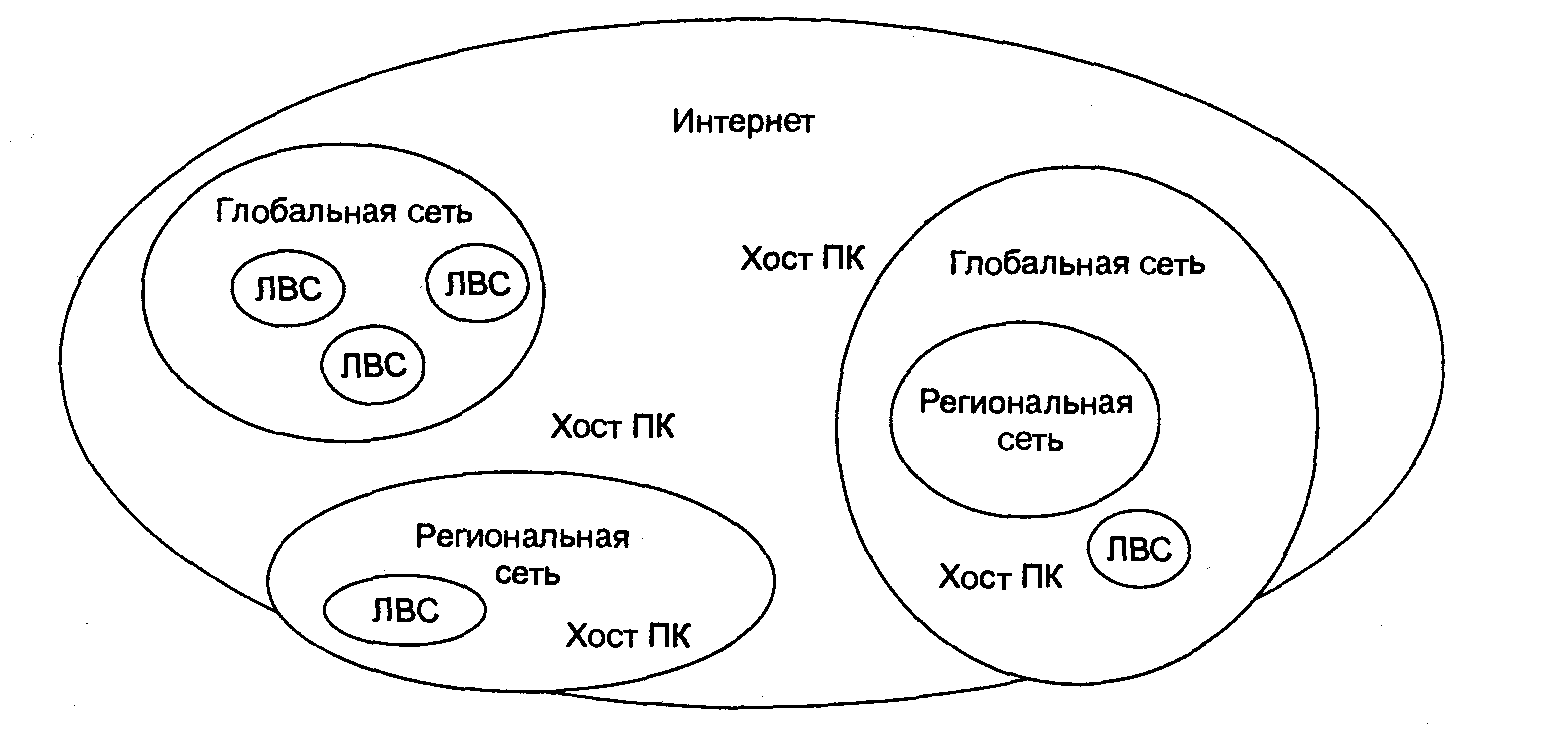 Интернет
Глобальная сеть
ЛВС
ЛВС
ЛВС
Хост ПК
Глобальная сеть
Региональная
сеть
ЛВС
Хост ПК
Хост ПК
Региональная
сеть
ЛВС
Хост ПК